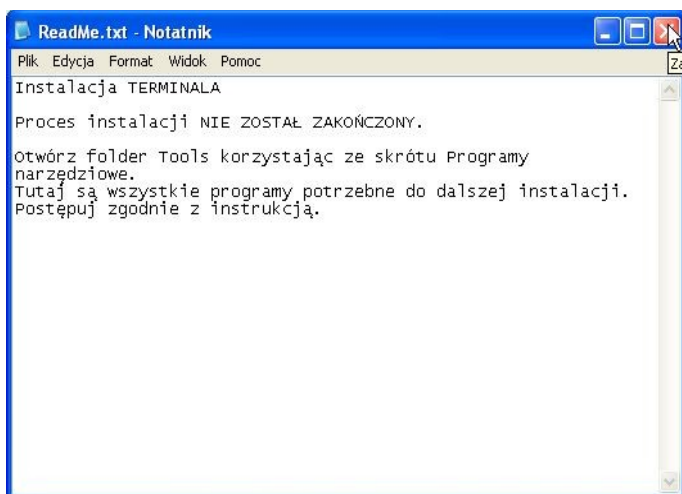 ReadMe.txt - Notatnik
Plik Edycja Format Widok Pomoc
Za
Instalacja TERMINALA
Proces instalacji NIE ZOSTAŁ ZAKOŃCZONY.
Otwórz folder Tools korzystając ze skrótu Programy
narzędziowe.
Tutaj są wszystkie programy potrzebne do dalszej instalacji.
Postępuj zgodnie z instrukcją.